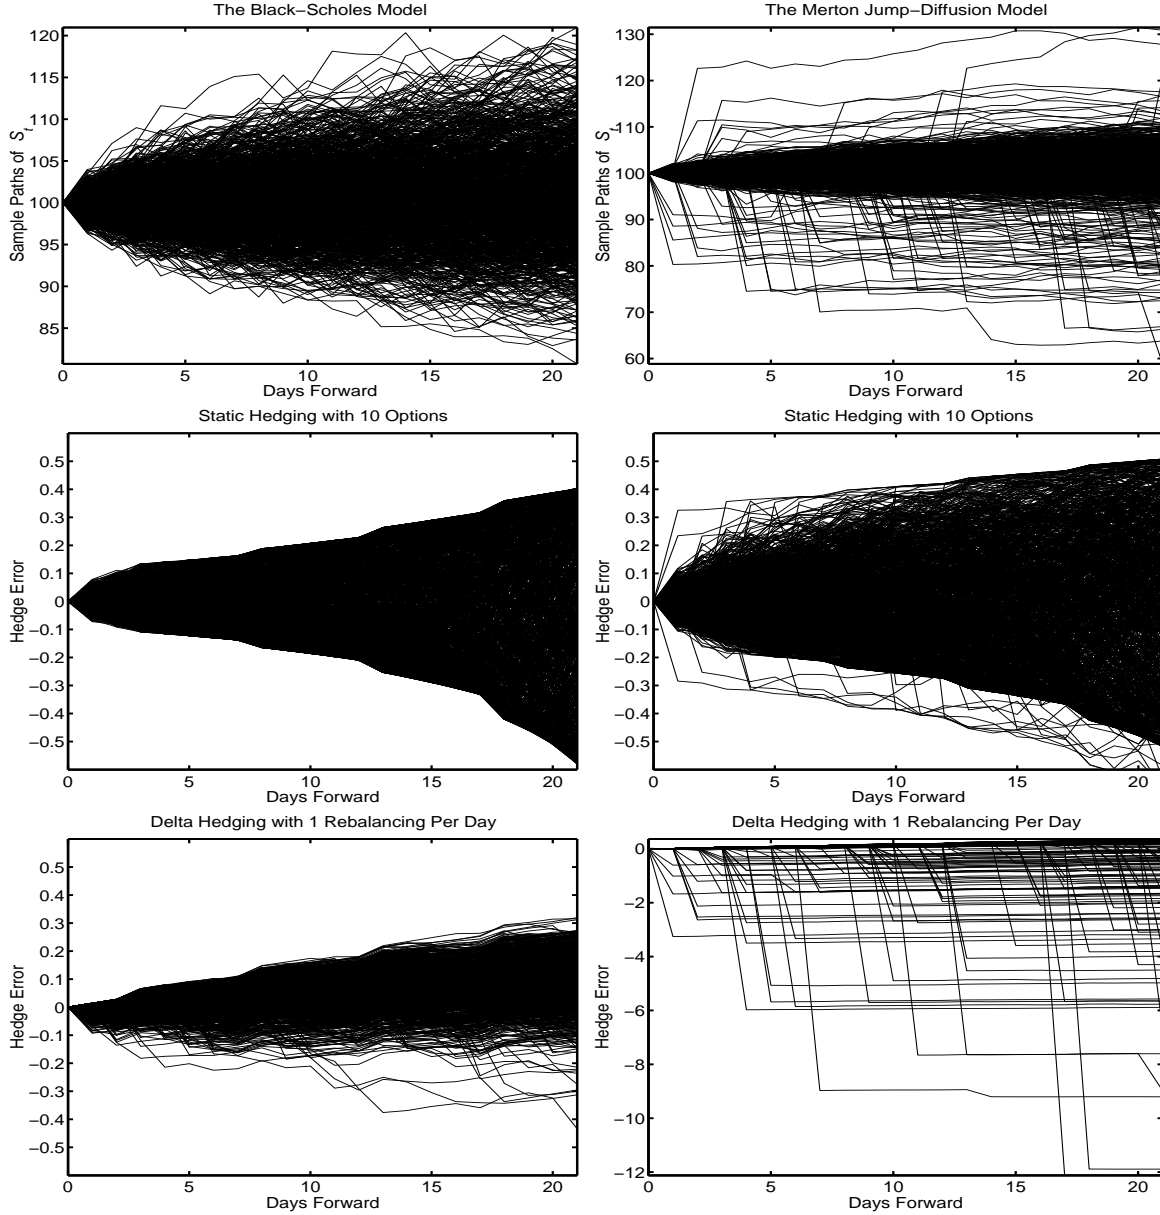 The Black−Scholes Model
120
115
110
105
100
95
90
85
Sample Paths of S_t
0 5 10 15 20
Days Forward
The Merton Jump−Diffusion Model
130
120
110
100
90
80
70
60
Sample Paths of S_t
0 5 10 15 20
Days Forward
Static Hedging with 10 Options
0.5
0.4
0.3
0.2
0.1
0
−0.1
−0.2
−0.3
−0.4
−0.5
Hedge Error
0 5 10 15 20
Days Forward
Static Hedging with 10 Options
0.5
0.4
0.3
0.2
0.1
0
−0.1
−0.2
−0.3
−0.4
−0.5
Hedge Error
0 5 10 15 20
Days Forward
Delta Hedging with 1 Rebalancing Per Day
0.5
0.4
0.3
0.2
0.1
0
−0.1
−0.2
−0.3
−0.4
−0.5
Hedge Error
0 5 10 15 20
Days Forward
Delta Hedging with 1 Rebalancing Per Day
0
−2
−4
−6
−8
−10
−12
Hedge Error
0 5 10 15 20
Days Forward